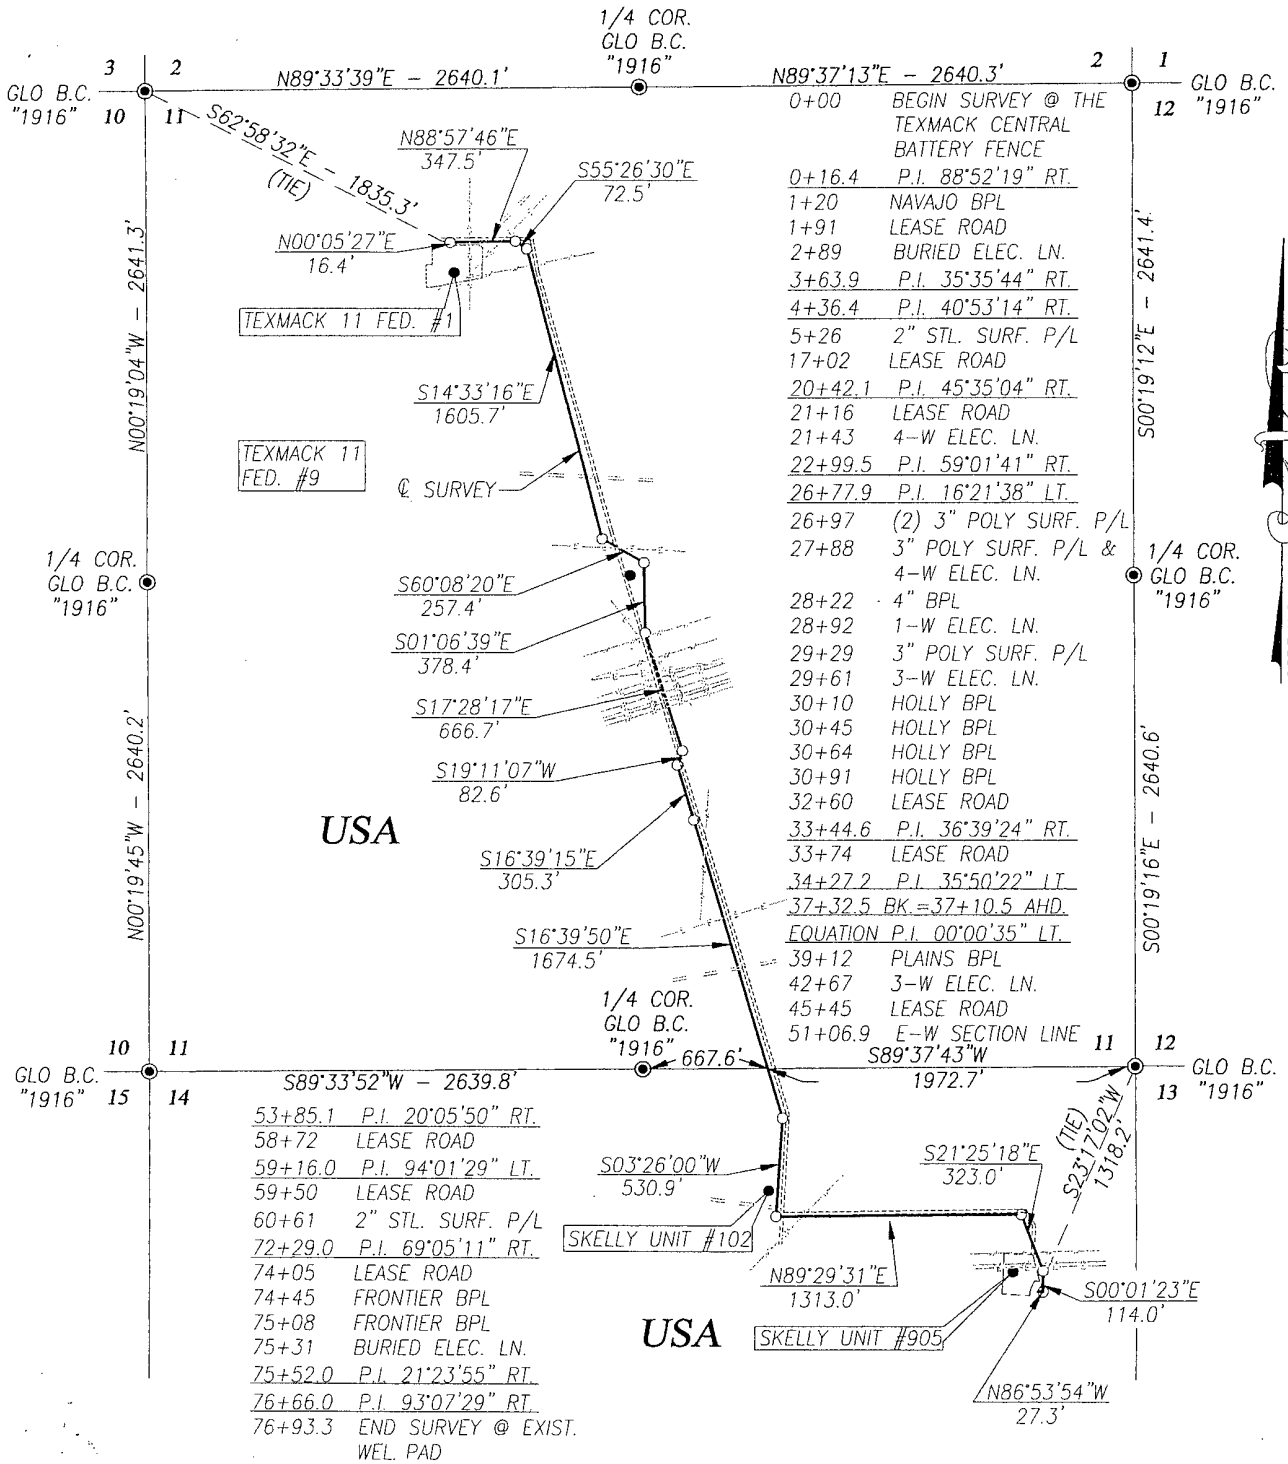 1/4 COR.
GLO B.C.
"1916"
3 2
N89°33'39"E - 2640.1'
N89°37'13"E - 2640.3'
2 1
GLO B.C.
"1916"
10 11
12
GLO B.C.
"1916"
S62°58'32"E - 1835.3'
(TIE)
N88°57'46"E
347.5'
S55°26'30"E
72.5'
N00°05'27"E
16.4'
TEXMACK 11 FED. #1
N00°19'04"W - 2641.3'
S14°33'16"E
1605.7'
TEXMACK 11
FED. #9
℄ SURVEY
0+00 BEGIN SURVEY @ THE
TEXMACK CENTRAL
BATTERY FENCE
0+16.4 P.I. 88°52'19" RT.
1+20 NAVAJO BPL
1+91 LEASE ROAD
2+89 BURIED ELEC. LN.
3+63.9 P.I. 35°35'44" RT.
4+36.4 P.I. 40°53'14" RT.
5+26 2" STL. SURF. P/L
17+02 LEASE ROAD
20+42.1 P.I. 45°35'04" RT.
21+16 LEASE ROAD
21+43 4-W ELEC. LN.
22+99.5 P.I. 59°01'41" RT.
26+77.9 P.I. 16°21'38" LT.
26+97 (2) 3" POLY SURF. P/L
27+88 3" POLY SURF. P/L &
4-W ELEC. LN.
28+22 4" BPL
28+92 1-W ELEC. LN.
29+29 3" POLY SURF. P/L
29+61 3-W ELEC. LN.
30+10 HOLLY BPL
30+45 HOLLY BPL
30+64 HOLLY BPL
30+91 HOLLY BPL
32+60 LEASE ROAD
33+44.6 P.I. 36°39'24" RT.
33+74 LEASE ROAD
34+27.2 P.I. 35°50'22" LT.
37+32.5 BK.=37+10.5 AHD.
EQUATION P.I. 00°00'35" LT.
39+12 PLAINS BPL
42+67 3-W ELEC. LN.
45+45 LEASE ROAD
51+06.9 E-W SECTION LINE
S00°19'12"E - 2641.4'
1/4 COR.
GLO B.C.
"1916"
1/4 COR.
GLO B.C.
"1916"
S60°08'20"E
257.4'
S01°06'39"E
378.4'
S17°28'17"E
666.7'
S19°11'07"W
82.6'
N00°19'45"W - 2640.2'
USA
S16°39'15"E
305.3'
S16°39'50"E
1674.5'
S00°19'16"E - 2640.6'
1/4 COR.
GLO B.C.
"1916"
667.6'
S89°37'43"W
1972.7'
10 11
GLO B.C.
"1916"
15 14
S89°33'52"W - 2639.8'
11 12
GLO B.C.
"1916"
13
53+85.1 P.I. 20°05'50" RT.
58+72 LEASE ROAD
59+16.0 P.I. 94°01'29" LT.
59+50 LEASE ROAD
60+61 2" STL. SURF. P/L
72+29.0 P.I. 69°05'11" RT.
74+05 LEASE ROAD
74+45 FRONTIER BPL
75+08 FRONTIER BPL
75+31 BURIED ELEC. LN.
75+52.0 P.I. 21°23'55" RT.
76+66.0 P.I. 93°07'29" RT.
76+93.3 END SURVEY @ EXIST.
WEL. PAD
S03°26'00"W
530.9'
SKELLY UNIT #102
S21°25'18"E
323.0'
(TIE)
S23°17'02"W
1318.2'
N89°29'31"E
1313.0'
USA
SKELLY UNIT #905
S00°01'23"E
114.0'
N86°53'54"W
27.3'